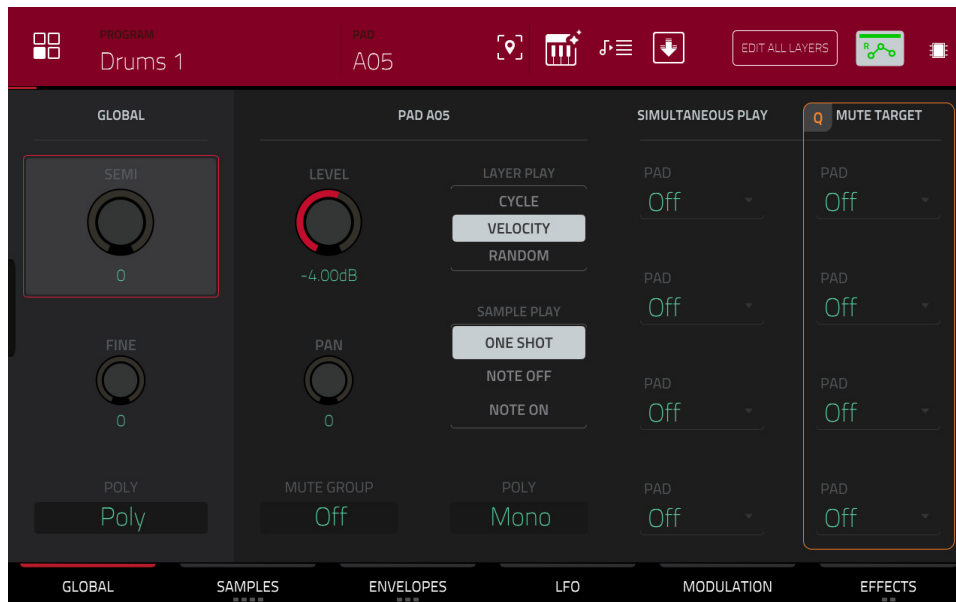 PROGRAM
Drums 1
PAD
A05
EDIT ALL LAYERS
R
GLOBAL
SEMI
0
FINE
0
POLY
Poly
PAD A05
LEVEL
-4.00dB
PAN
0
MUTE GROUP
Off
LAYER PLAY
CYCLE
VELOCITY
RANDOM
SAMPLE PLAY
ONE SHOT
NOTE OFF
NOTE ON
POLY
Mono
SIMULTANEOUS PLAY
PAD
Off
PAD
Off
PAD
Off
PAD
Off
Q MUTE TARGET
PAD
Off
PAD
Off
PAD
Off
PAD
Off
GLOBAL
SAMPLES
ENVELOPES
LFO
MODULATION
EFFECTS